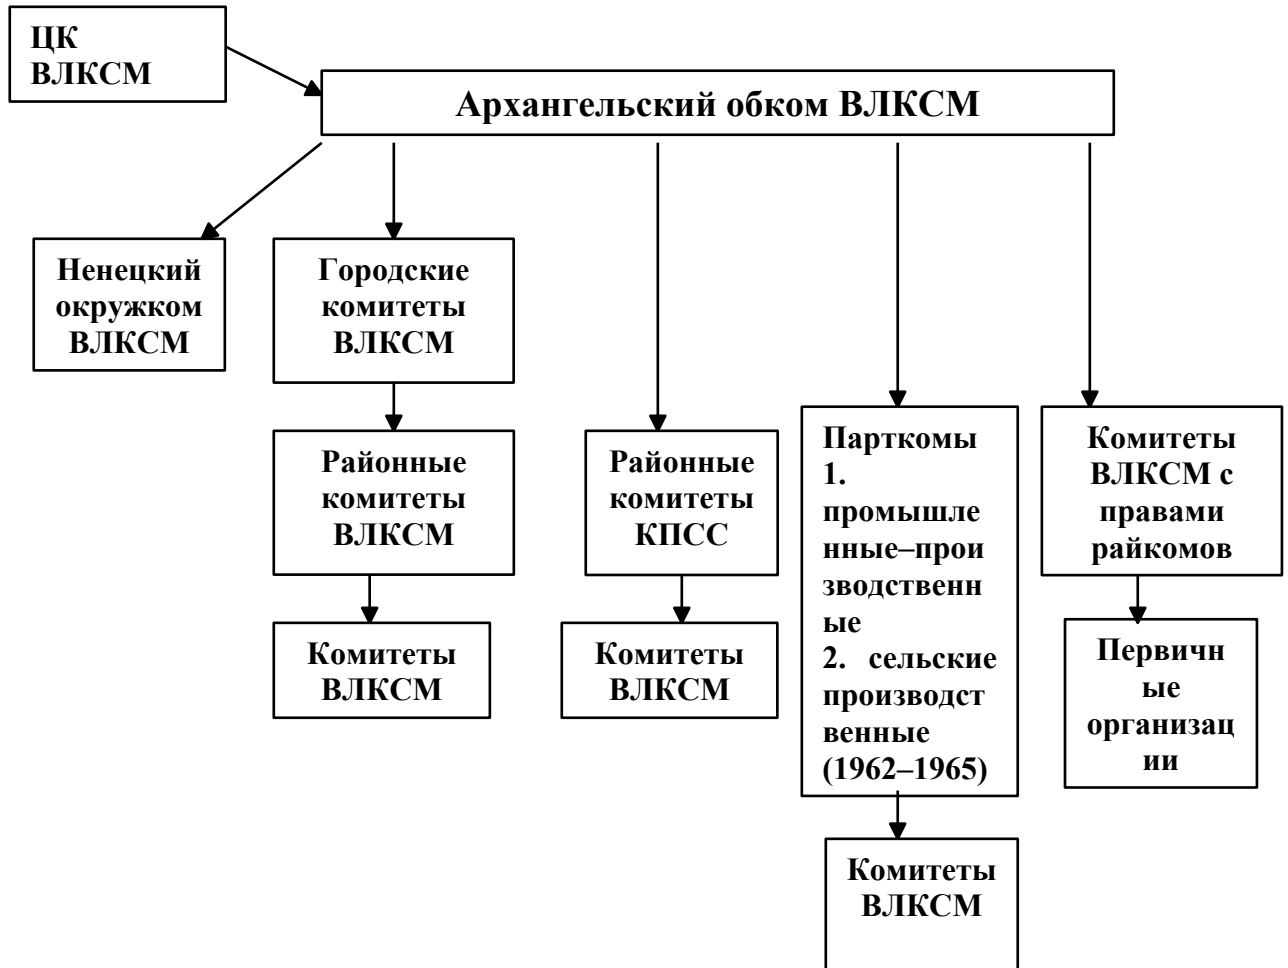 ЦК
ВЛКСМ
Архангельский обком ВЛКСМ
Ненецкий
окружком
ВЛКСМ
Городские
комитеты
ВЛКСМ
Районные
комитеты
ВЛКСМ
Комитеты
ВЛКСМ
Районные
комитеты
КПСС
Комитеты
ВЛКСМ
Парткомы
1.
промышле
нные–прои
зводственн
ые
2. сельские
производст
венные
(1962–1965)
Комитеты
ВЛКСМ
Комитеты
ВЛКСМ с
правами
райкомов
Первичн
ые
организац
ии